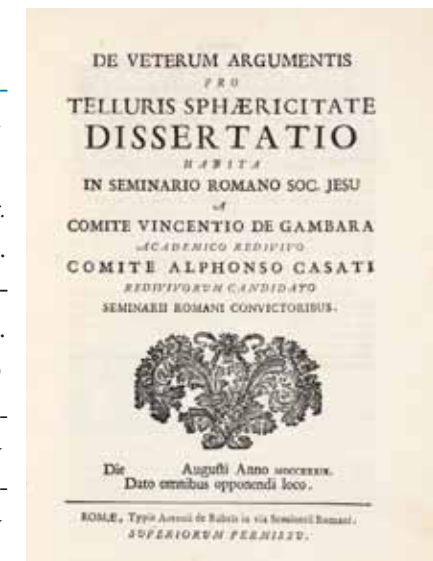 DE VETERUM ARGUMENTIS
PRO
TELLURIS SPHÆRICITATE
DISSERTATIO
HABITA
IN SEMINARIO ROMANO SOC. JESU
A
COMITE VINCENTIO DE GAMBARA
ACADEMICO REDIVIVO
COMITE ALPHONSO CASATI
REDIVIVORUM CANDIDATO
SEMINARII ROMANI CONVICTORIBUS.
Die Augusti Anno MDCCXXXIX.
Dato omnibus opponendi loco.
ROMÆ, Typis Antonii de Rubeis in via Seminarii Romani.
SUPERIORUM PERMISSU.